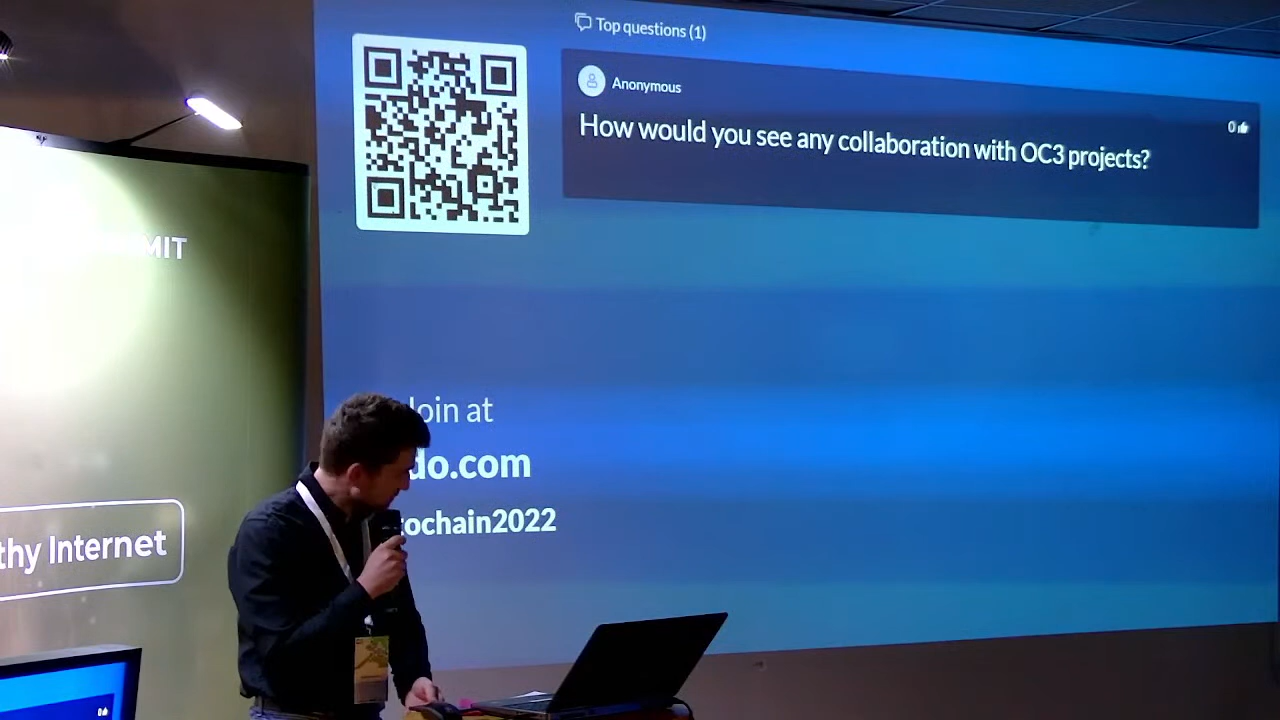 Top questions (1)
Anonymous
0
How would you see any collaboration with OC3 projects?
MIT
Join at
do.com
ochain2022
thy Internet
0